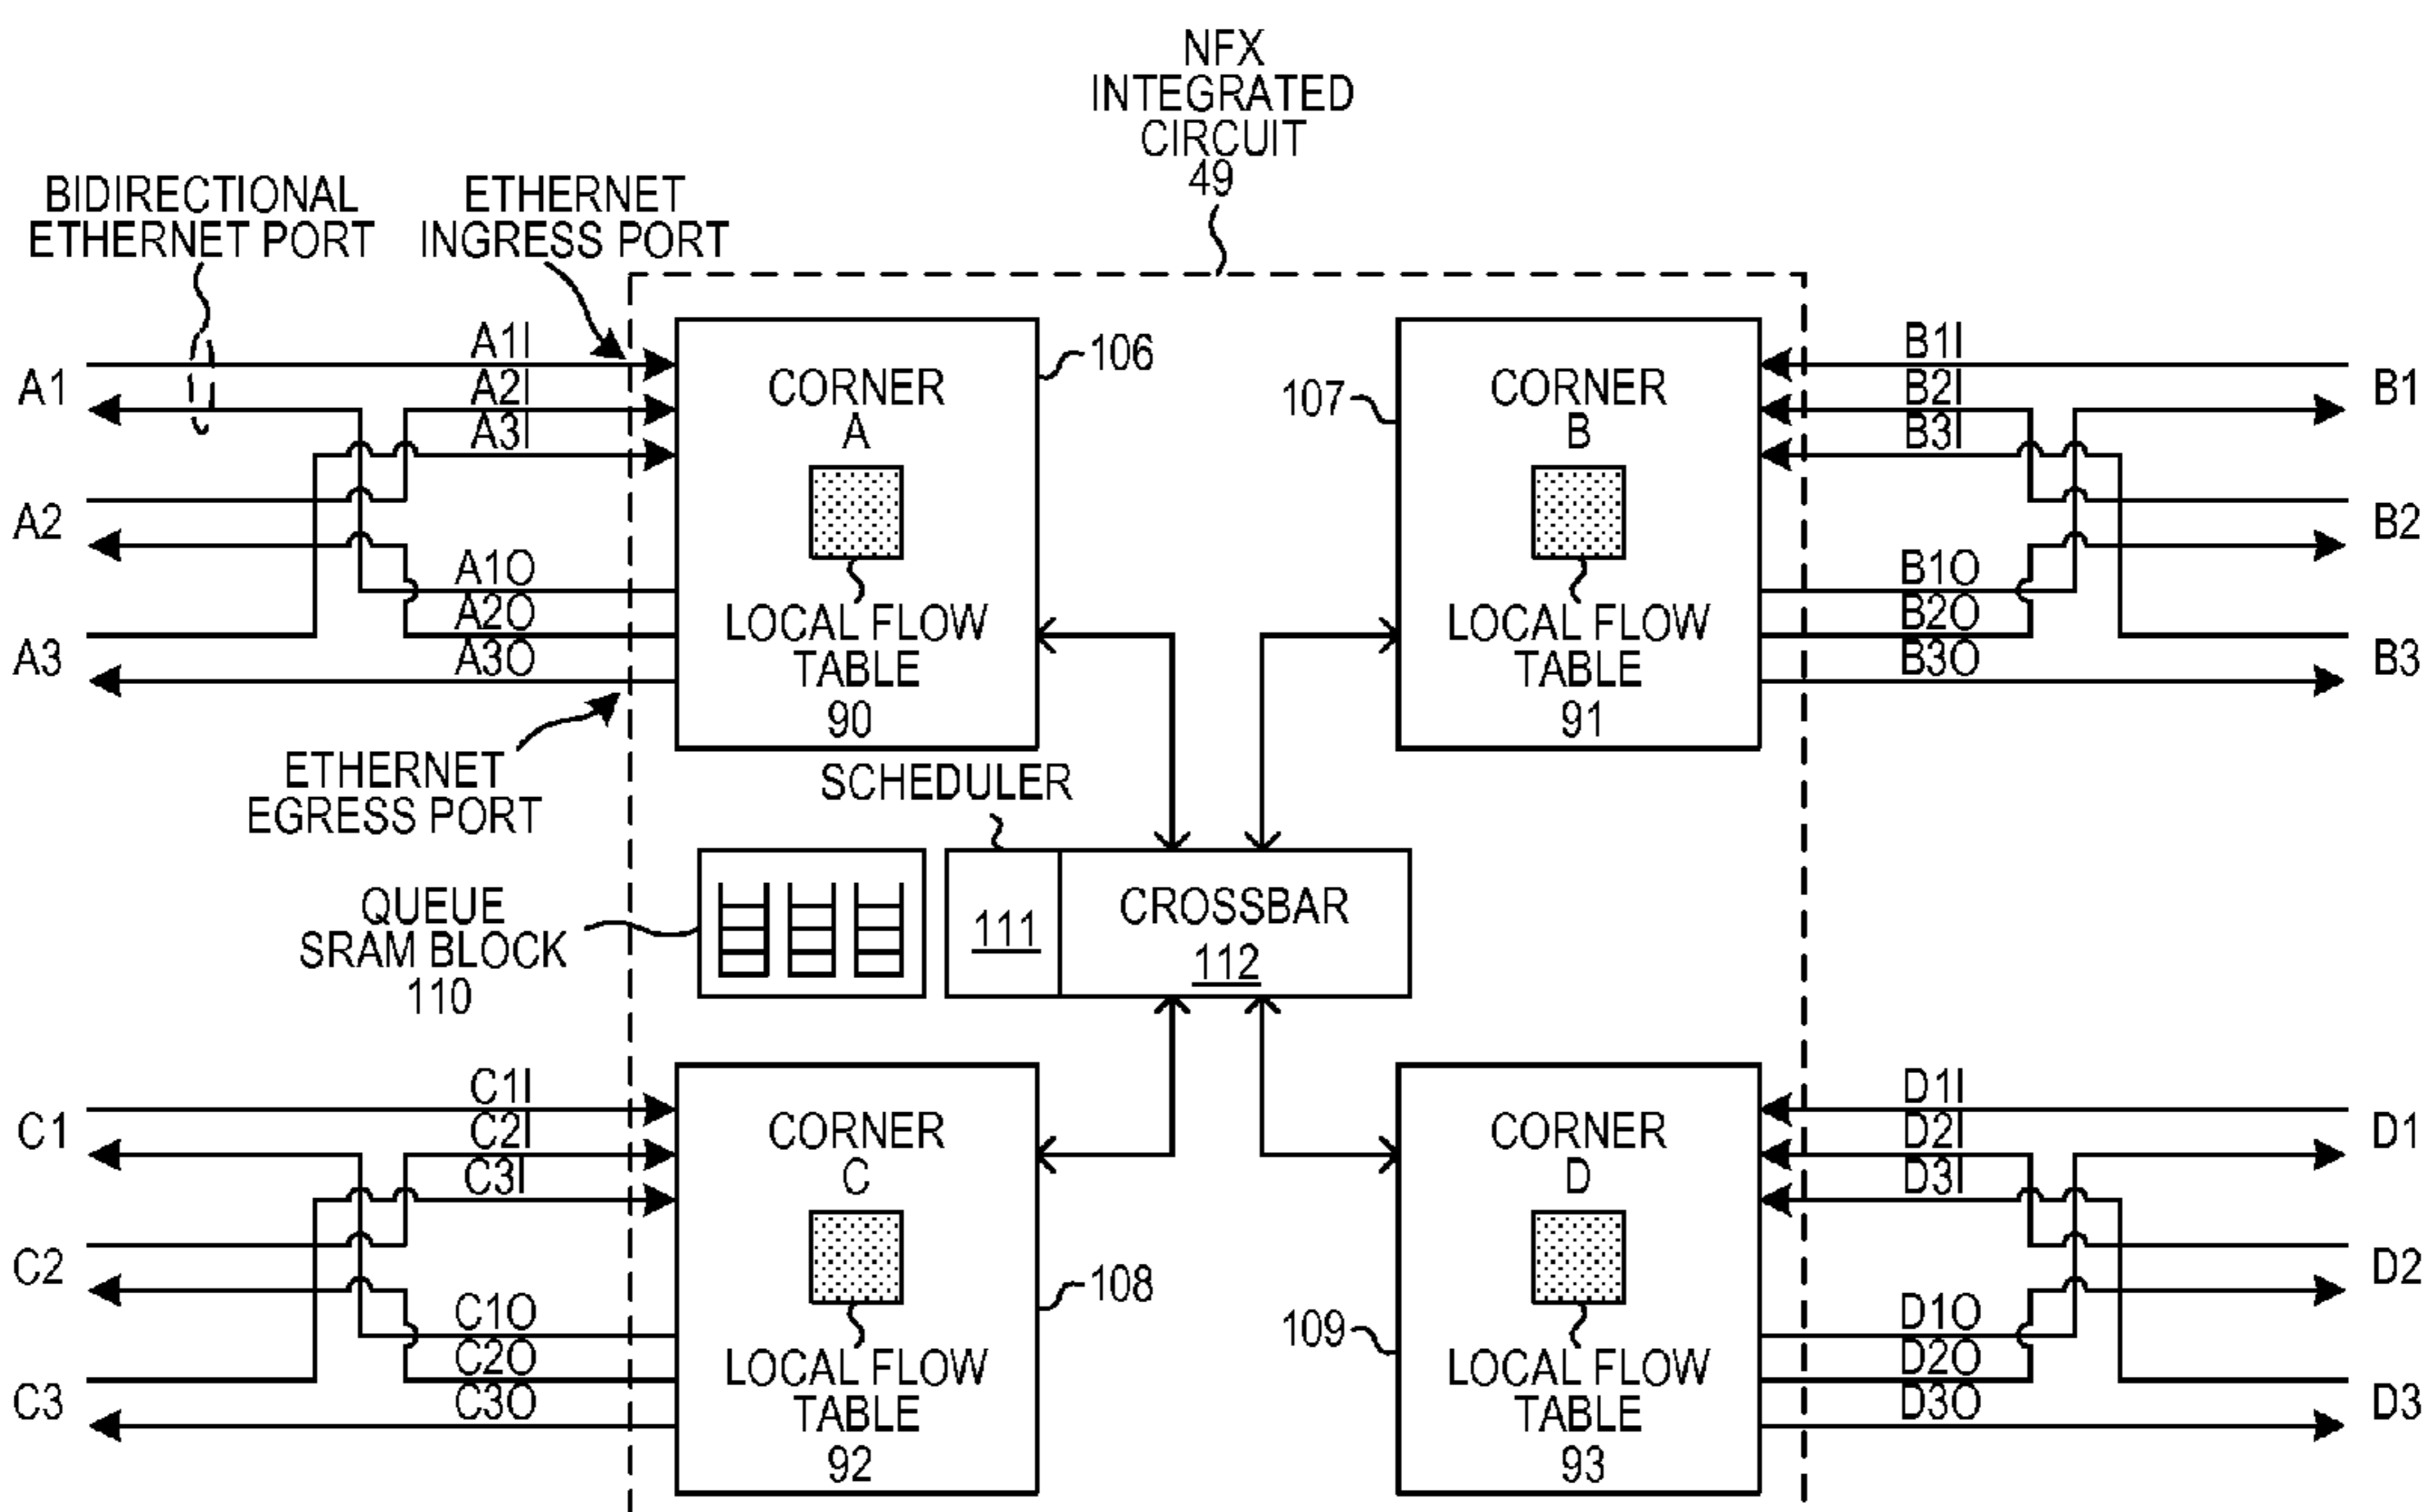 NFX
INTEGRATED
CIRCUIT
49
BIDIRECTIONAL
ETHERNET PORT
ETHERNET
INGRESS PORT
A1I
A2I
A3I
A1
A2
A3
A1O
A2O
A3O
ETHERNET
EGRESS PORT
CORNER
A
LOCAL FLOW
TABLE
90
106
107
CORNER
B
LOCAL FLOW
TABLE
91
B1I
B2I
B3I
B1
B2
B3
B1O
B2O
B3O
SCHEDULER
QUEUE
SRAM BLOCK
110
111
CROSSBAR
112
C1I
C2I
C3I
C1
C2
C3
C1O
C2O
C3O
CORNER
C
LOCAL FLOW
TABLE
92
108
109
CORNER
D
LOCAL FLOW
TABLE
93
D1I
D2I
D3I
D1
D2
D3
D1O
D2O
D3O